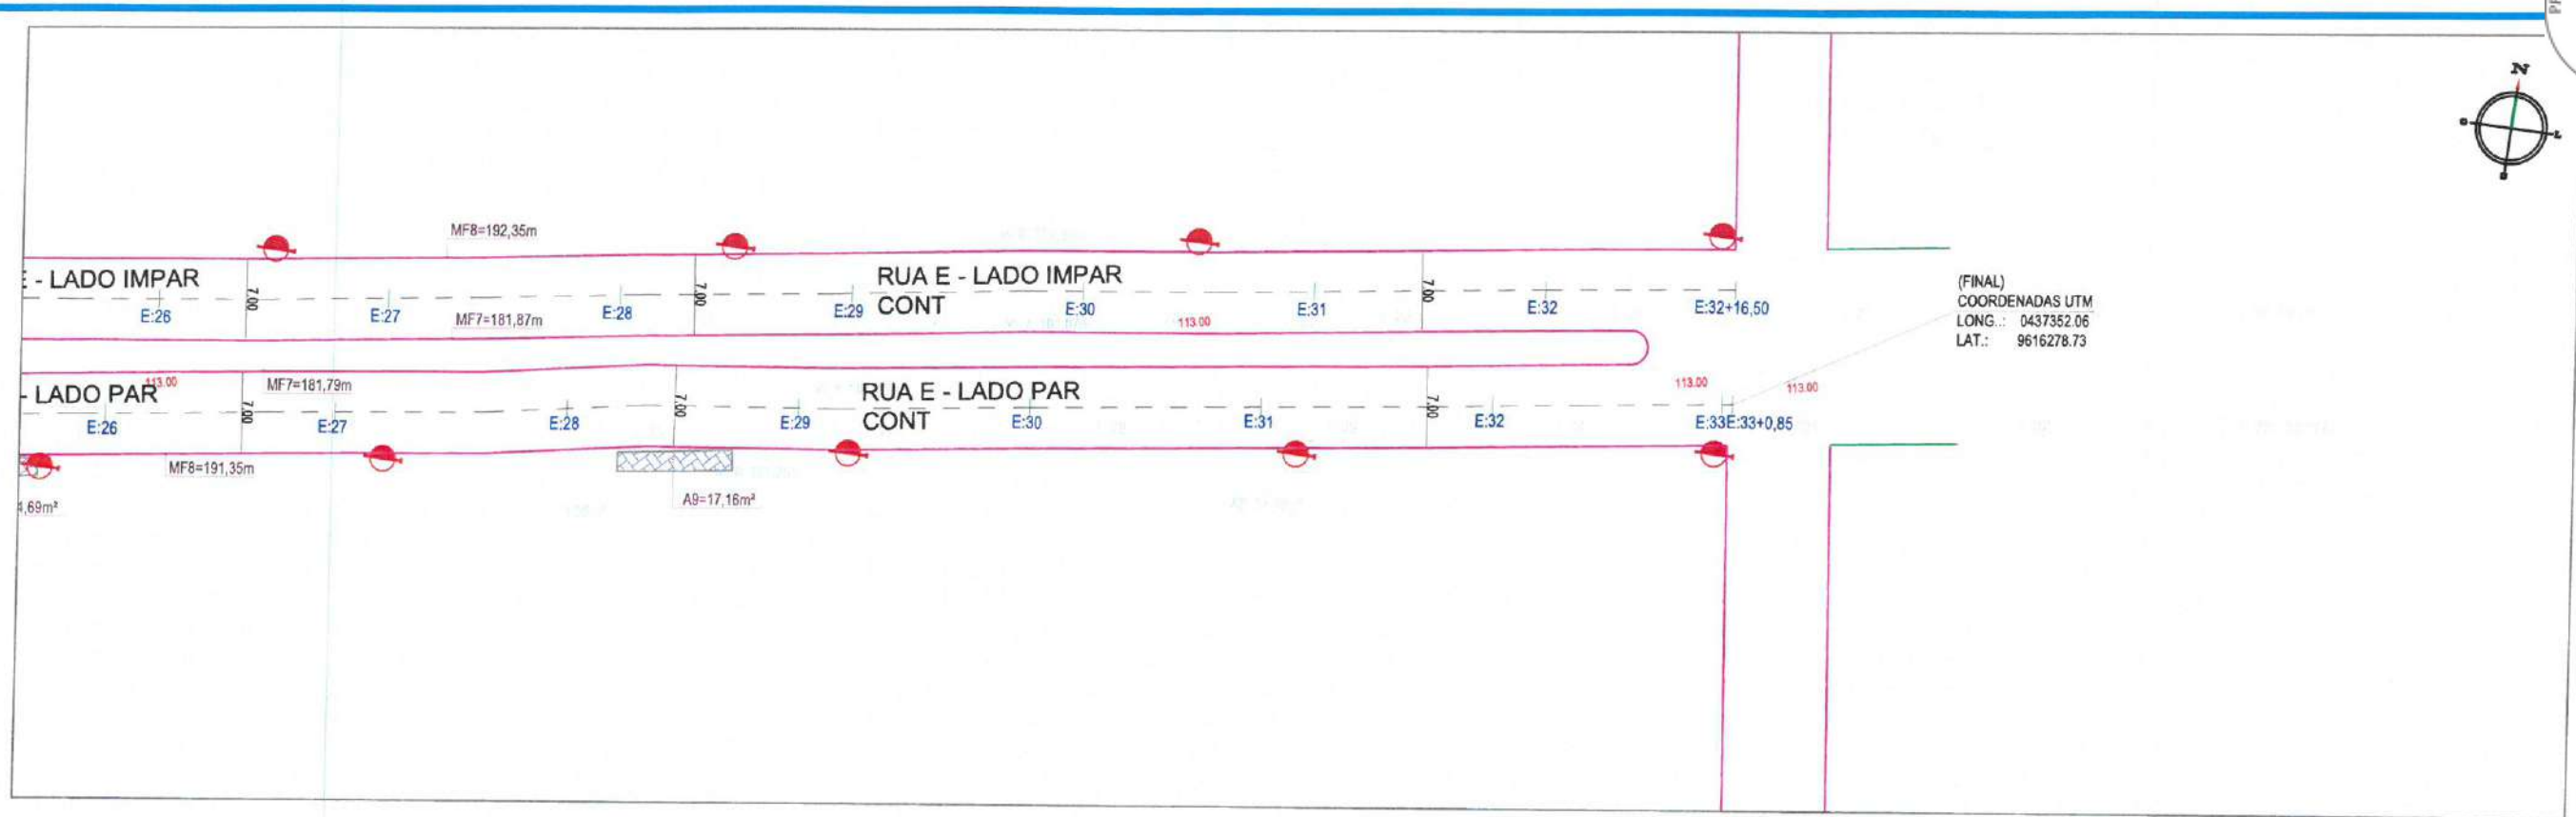 N
O
L
S
MF8=192,35m
E - LADO IMPAR
7.00
7.00
RUA E - LADO IMPAR
CONT
7.00
E:26
E:27
E:28
E:29
E:30
E:31
E:32
E:32+16,50
MF7=181,87m
113.00
(FINAL)
COORDENADAS UTM
LONG..: 0437352.06
LAT.: 9616278.73
113.00
MF7=181,79m
- LADO PAR
7.00
7.00
RUA E - LADO PAR
CONT
7.00
113.00
113.00
E:26
E:27
E:28
E:29
E:30
E:31
E:32
E:33E:33+0,85
MF8=191,35m
,69m²
A9=17,16m²